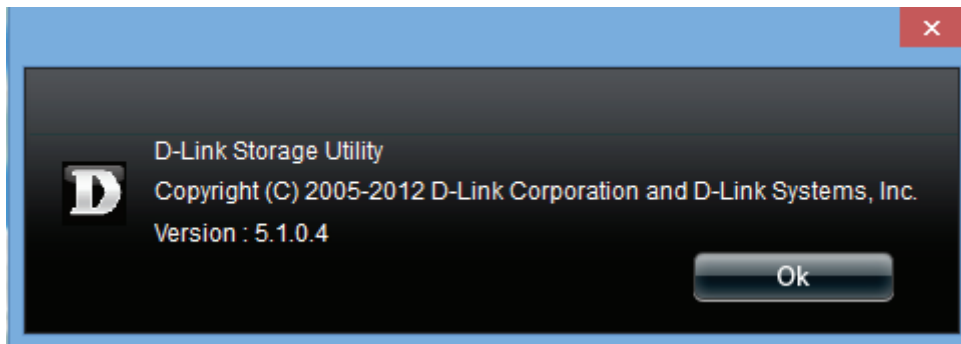 D-Link Storage Utility
Copyright (C) 2005-2012 D-Link Corporation and D-Link Systems, Inc.
Version : 5.1.0.4
Ok